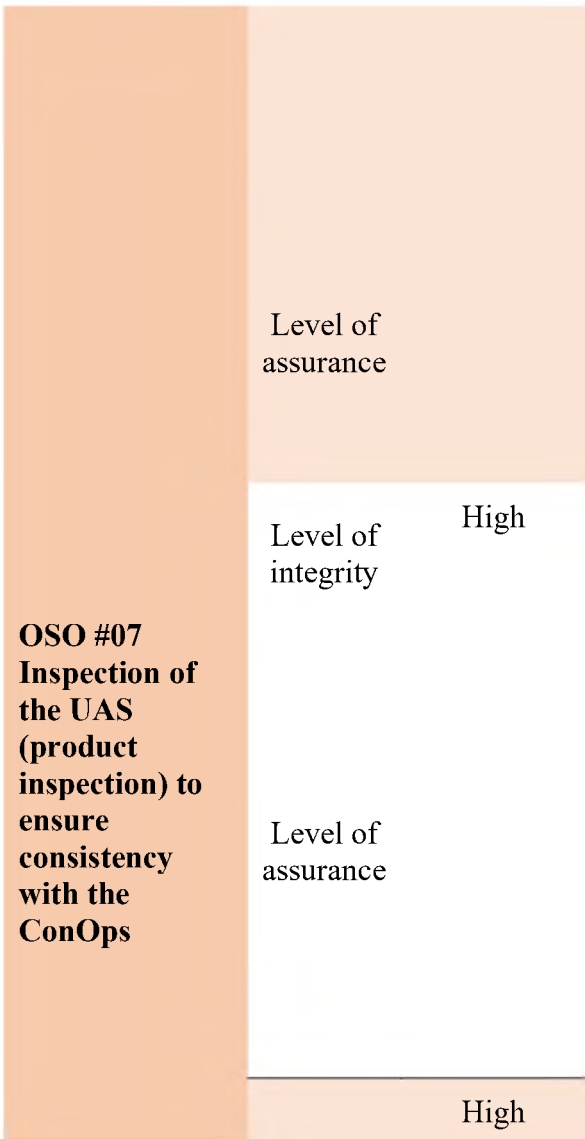 Level of
assurance
High
Level of
integrity
OSO #07
Inspection of
the UAS
(product
inspection) to
ensure
consistency
with the
ConOps
Level of
assurance
High